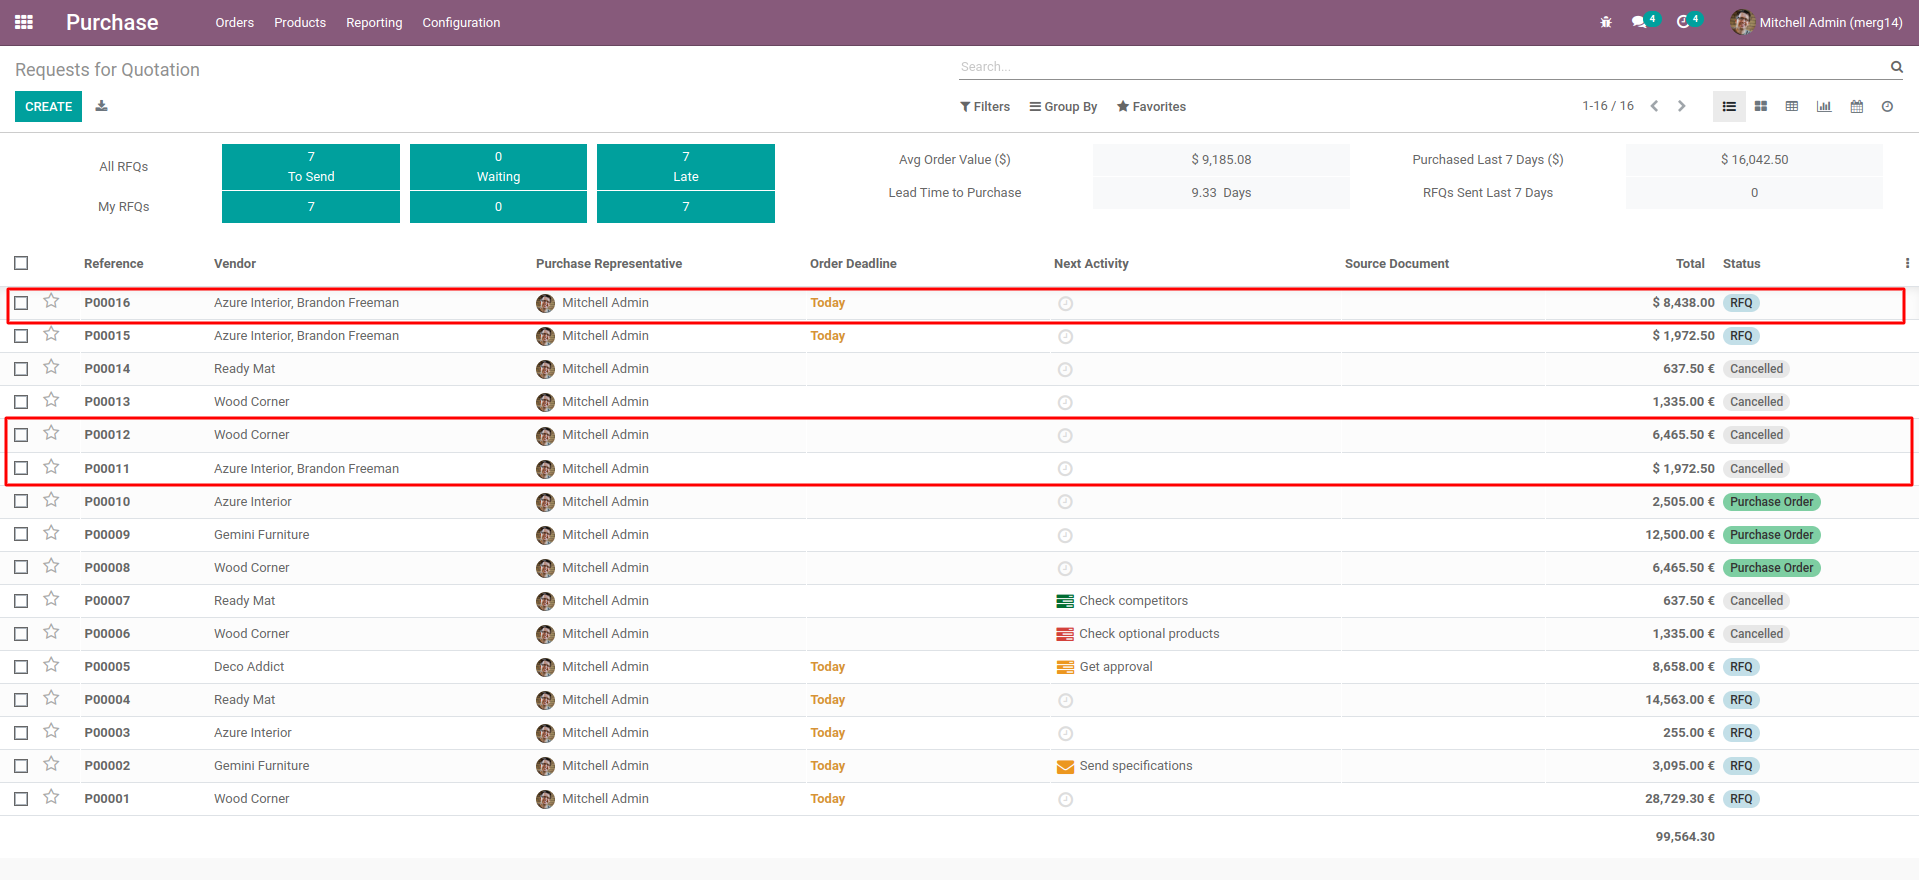 Purchase Orders Products Reporting Configuration 4 4 Mitchell Admin (merg14)
Requests for Quotation Search...
CREATE Filters Group By Favorites 1-16 / 16
All RFQs 7 To Send 0 Waiting 7 Late Avg Order Value ($) $ 9,185.08 Purchased Last 7 Days ($) $ 16,042.50
My RFQs 7 0 7 Lead Time to Purchase 9.33 Days RFQs Sent Last 7 Days 0
Reference Vendor Purchase Representative Order Deadline Next Activity Source Document Total Status
P00016 Azure Interior, Brandon Freeman Mitchell Admin Today $ 8,438.00 RFQ
P00015 Azure Interior, Brandon Freeman Mitchell Admin Today $ 1,972.50 RFQ
P00014 Ready Mat Mitchell Admin 637.50 € Cancelled
P00013 Wood Corner Mitchell Admin 1,335.00 € Cancelled
P00012 Wood Corner Mitchell Admin 6,465.50 € Cancelled
P00011 Azure Interior, Brandon Freeman Mitchell Admin $ 1,972.50 Cancelled
P00010 Azure Interior Mitchell Admin 2,505.00 € Purchase Order
P00009 Gemini Furniture Mitchell Admin 12,500.00 € Purchase Order
P00008 Wood Corner Mitchell Admin 6,465.50 € Purchase Order
P00007 Ready Mat Mitchell Admin Check competitors 637.50 € Cancelled
P00006 Wood Corner Mitchell Admin Check optional products 1,335.00 € Cancelled
P00005 Deco Addict Mitchell Admin Today Get approval 8,658.00 € RFQ
P00004 Ready Mat Mitchell Admin Today 14,563.00 € RFQ
P00003 Azure Interior Mitchell Admin Today 255.00 € RFQ
P00002 Gemini Furniture Mitchell Admin Today Send specifications 3,095.00 € RFQ
P00001 Wood Corner Mitchell Admin Today 28,729.30 € RFQ
99,564.30